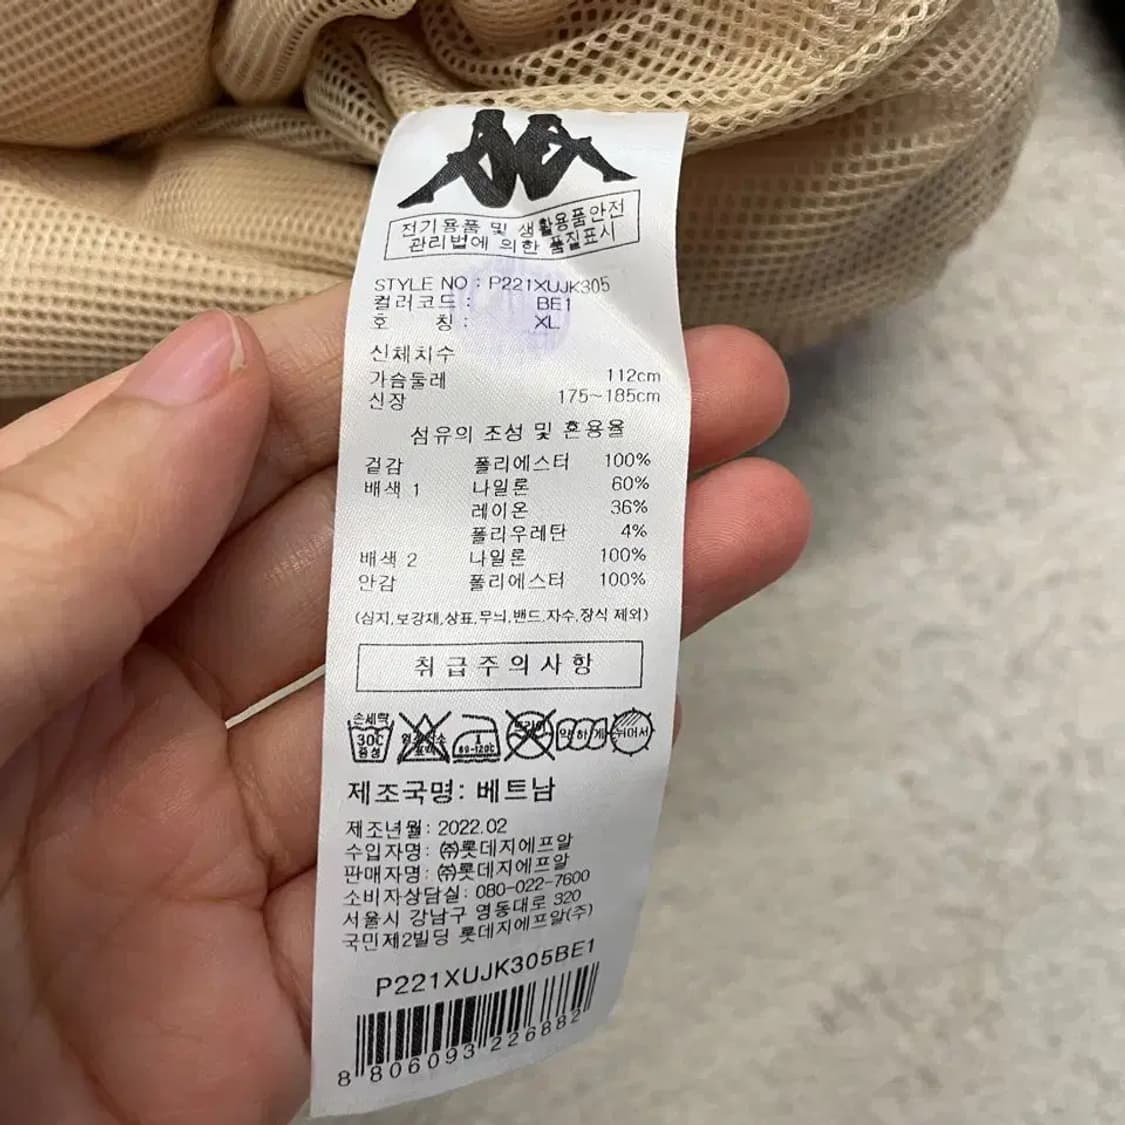 전기용품 및 생활용품안전
관리법에 의한 품질표시
STYLE NO : P221XUJK305
컬러코드 : BE1
호 칭 : XL
신체치수
가슴둘레 112cm
신장 175~185cm
섬유의 조성 및 혼용율
겉감 폴리에스터 100%
배색 1 나일론 60%
레이온 36%
폴리우레탄 4%
배색 2 나일론 100%
안감 폴리에스터 100%
(심지,보강재,상표,무늬,밴드,자수,장식 제외)
취급주의사항
손세탁
30℃
중성
80-120℃
약하게
뉘어서
제조국명: 베트남
제조년월: 2022.02
수입자명: ㈜롯데지에프알
판매자명: ㈜롯데지에프알
소비자상담실: 080-022-7600
서울시 강남구 영동대로 320
국민제2빌딩 롯데지에프알(주)
P221XUJK305BE1
8 806093 226882